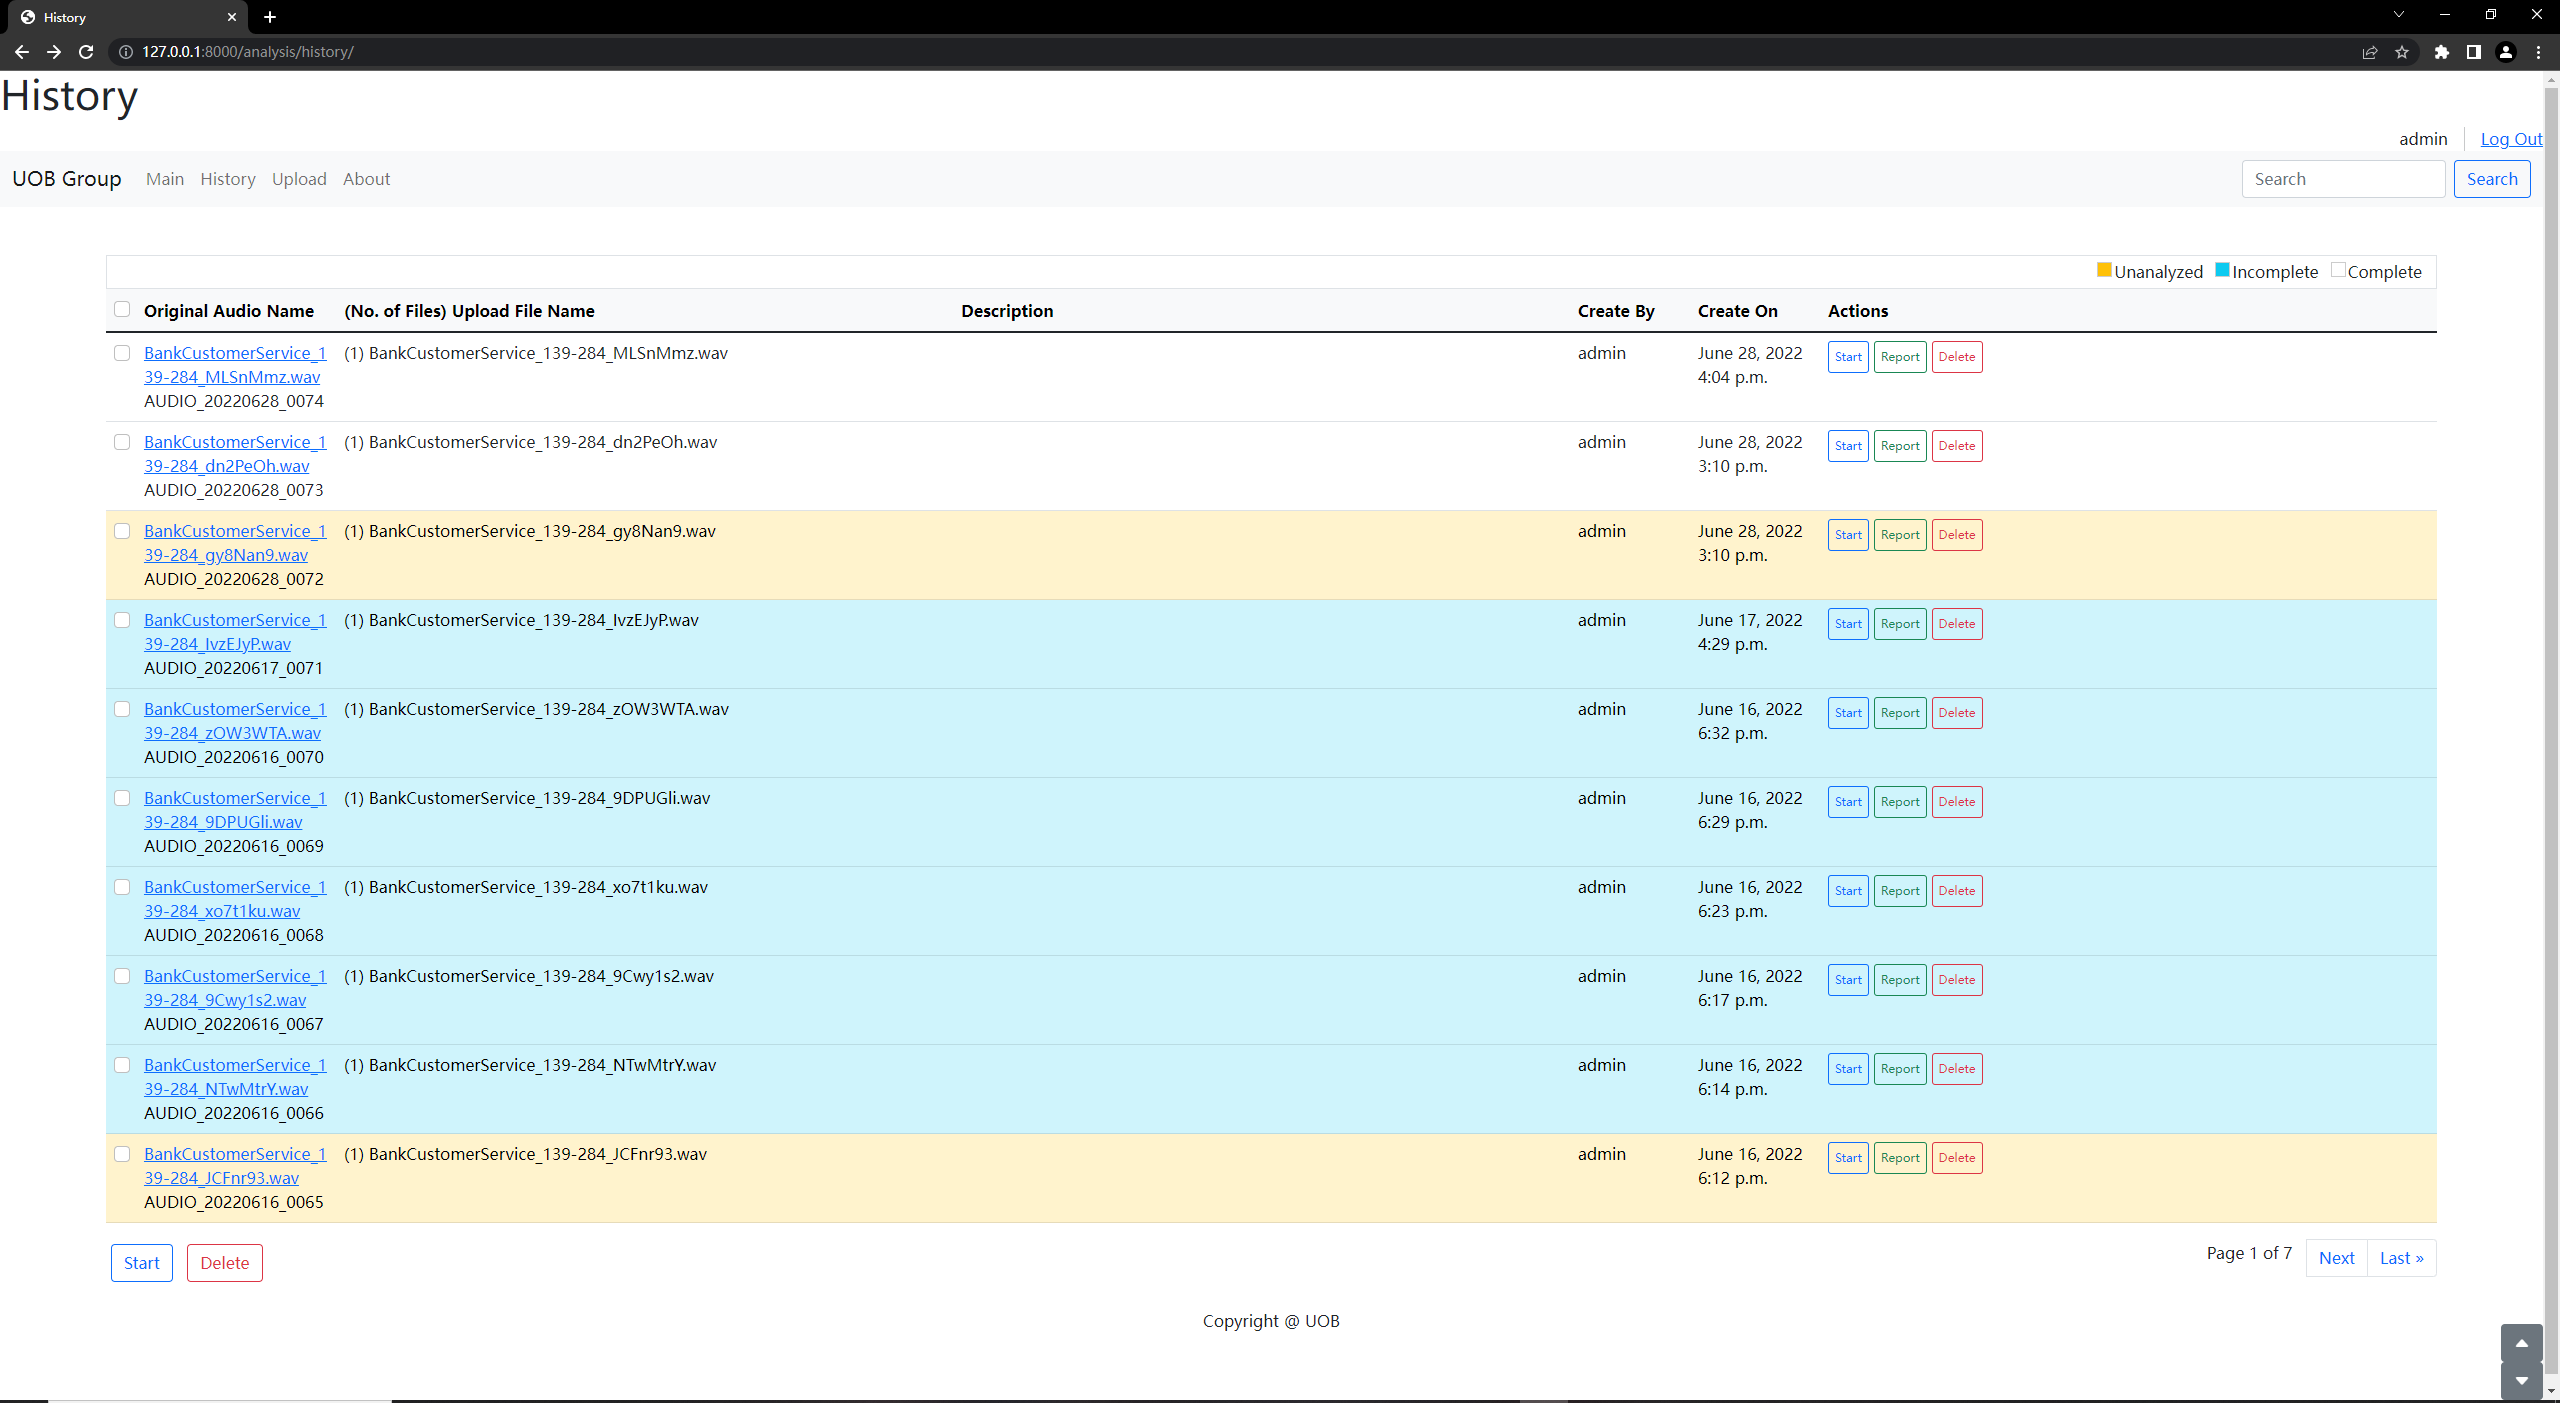 History
127.0.0.1:8000/analysis/history/
History
admin Log Out
UOB Group Main History Upload About Search Search
Unanalyzed Incomplete Complete
Original Audio Name (No. of Files) Upload File Name Description Create By Create On Actions
BankCustomerService_1 (1) BankCustomerService_139-284_MLSnMmz.wav admin June 28, 2022 Start Report Delete
39-284_MLSnMmz.wav 4:04 p.m.
AUDIO_20220628_0074
BankCustomerService_1 (1) BankCustomerService_139-284_dn2PeOh.wav admin June 28, 2022 Start Report Delete
39-284_dn2PeOh.wav 3:10 p.m.
AUDIO_20220628_0073
BankCustomerService_1 (1) BankCustomerService_139-284_gy8Nan9.wav admin June 28, 2022 Start Report Delete
39-284_gy8Nan9.wav 3:10 p.m.
AUDIO_20220628_0072
BankCustomerService_1 (1) BankCustomerService_139-284_IvzEJyP.wav admin June 17, 2022 Start Report Delete
39-284_IvzEJyP.wav 4:29 p.m.
AUDIO_20220617_0071
BankCustomerService_1 (1) BankCustomerService_139-284_zOW3WTA.wav admin June 16, 2022 Start Report Delete
39-284_zOW3WTA.wav 6:32 p.m.
AUDIO_20220616_0070
BankCustomerService_1 (1) BankCustomerService_139-284_9DPUGli.wav admin June 16, 2022 Start Report Delete
39-284_9DPUGli.wav 6:29 p.m.
AUDIO_20220616_0069
BankCustomerService_1 (1) BankCustomerService_139-284_xo7t1ku.wav admin June 16, 2022 Start Report Delete
39-284_xo7t1ku.wav 6:23 p.m.
AUDIO_20220616_0068
BankCustomerService_1 (1) BankCustomerService_139-284_9Cwy1s2.wav admin June 16, 2022 Start Report Delete
39-284_9Cwy1s2.wav 6:17 p.m.
AUDIO_20220616_0067
BankCustomerService_1 (1) BankCustomerService_139-284_NTwMtrY.wav admin June 16, 2022 Start Report Delete
39-284_NTwMtrY.wav 6:14 p.m.
AUDIO_20220616_0066
BankCustomerService_1 (1) BankCustomerService_139-284_JCFnr93.wav admin June 16, 2022 Start Report Delete
39-284_JCFnr93.wav 6:12 p.m.
AUDIO_20220616_0065
Start Delete Page 1 of 7 Next Last »
Copyright @ UOB